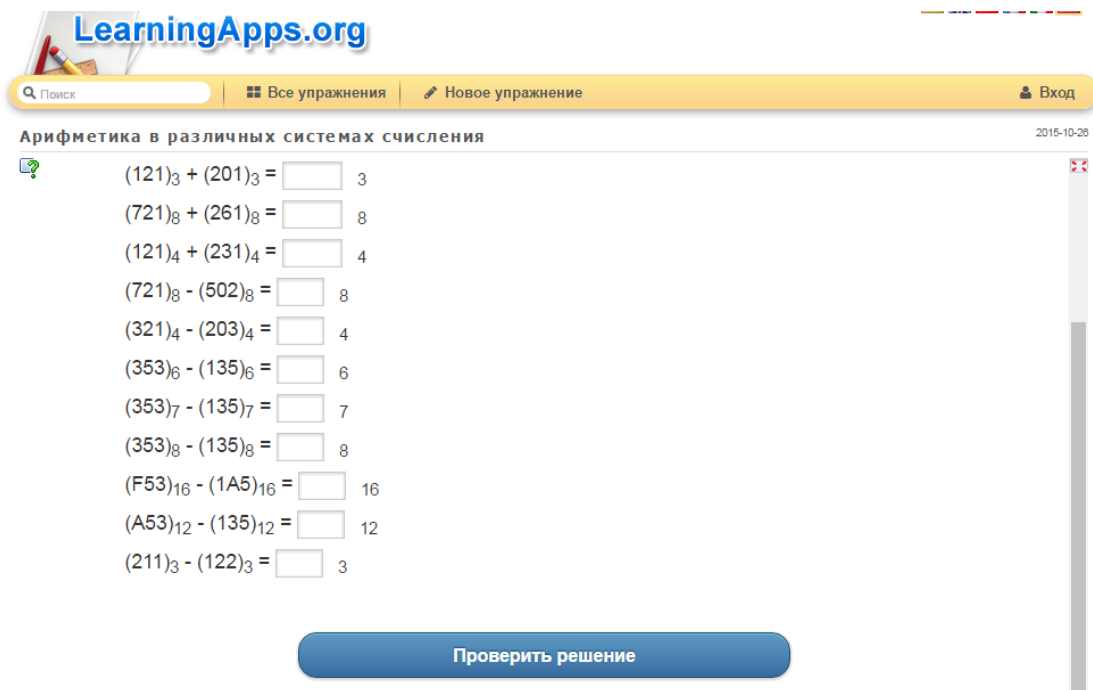 LearningApps.org
Поиск Все упражнения Новое упражнение Вход
Арифметика в различных системах счисления 2015-10-26
(121)₃ + (201)₃ = 3
(721)₈ + (261)₈ = 8
(121)₄ + (231)₄ = 4
(721)₈ - (502)₈ = 8
(321)₄ - (203)₄ = 4
(353)₆ - (135)₆ = 6
(353)₇ - (135)₇ = 7
(353)₈ - (135)₈ = 8
(F53)₁₆ - (1A5)₁₆ = 16
(A53)₁₂ - (135)₁₂ = 12
(211)₃ - (122)₃ = 3
Проверить решение